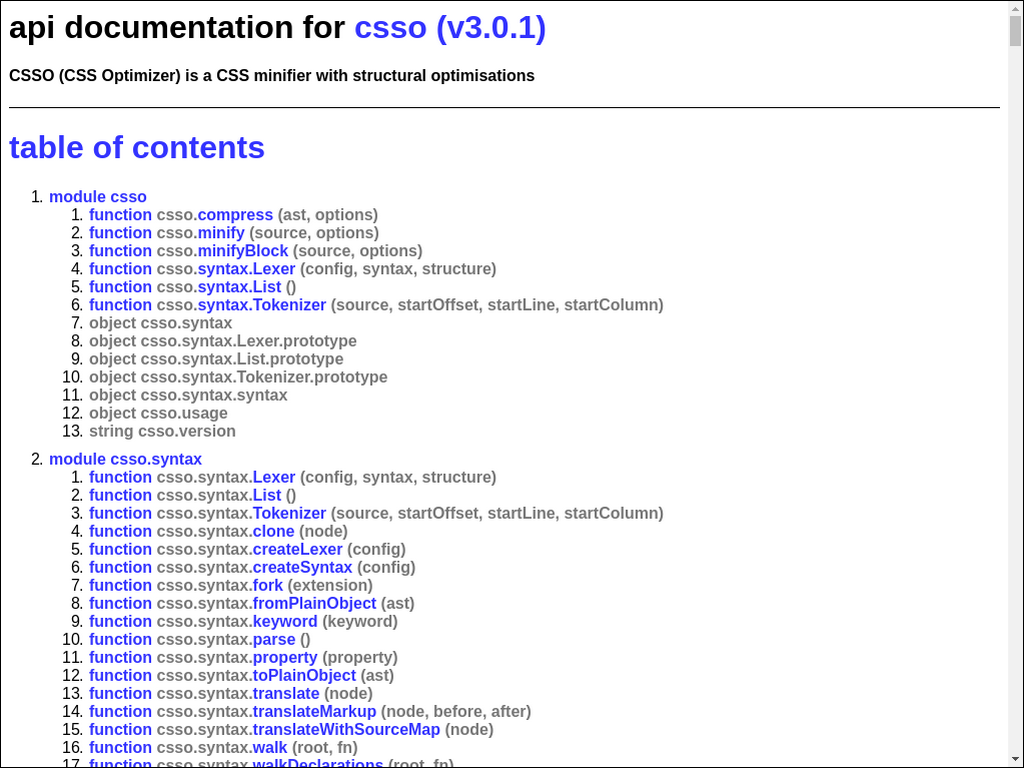 api documentation for csso (v3.0.1)
CSSO (CSS Optimizer) is a CSS minifier with structural optimisations
table of contents
1. module csso
1. function csso.compress (ast, options)
2. function csso.minify (source, options)
3. function csso.minifyBlock (source, options)
4. function csso.syntax.Lexer (config, syntax, structure)
5. function csso.syntax.List ()
6. function csso.syntax.Tokenizer (source, startOffset, startLine, startColumn)
7. object csso.syntax
8. object csso.syntax.Lexer.prototype
9. object csso.syntax.List.prototype
10. object csso.syntax.Tokenizer.prototype
11. object csso.syntax.syntax
12. object csso.usage
13. string csso.version
2. module csso.syntax
1. function csso.syntax.Lexer (config, syntax, structure)
2. function csso.syntax.List ()
3. function csso.syntax.Tokenizer (source, startOffset, startLine, startColumn)
4. function csso.syntax.clone (node)
5. function csso.syntax.createLexer (config)
6. function csso.syntax.createSyntax (config)
7. function csso.syntax.fork (extension)
8. function csso.syntax.fromPlainObject (ast)
9. function csso.syntax.keyword (keyword)
10. function csso.syntax.parse ()
11. function csso.syntax.property (property)
12. function csso.syntax.toPlainObject (ast)
13. function csso.syntax.translate (node)
14. function csso.syntax.translateMarkup (node, before, after)
15. function csso.syntax.translateWithSourceMap (node)
16. function csso.syntax.walk (root, fn)
17. function csso.syntax.walkDeclarations (root, fn)